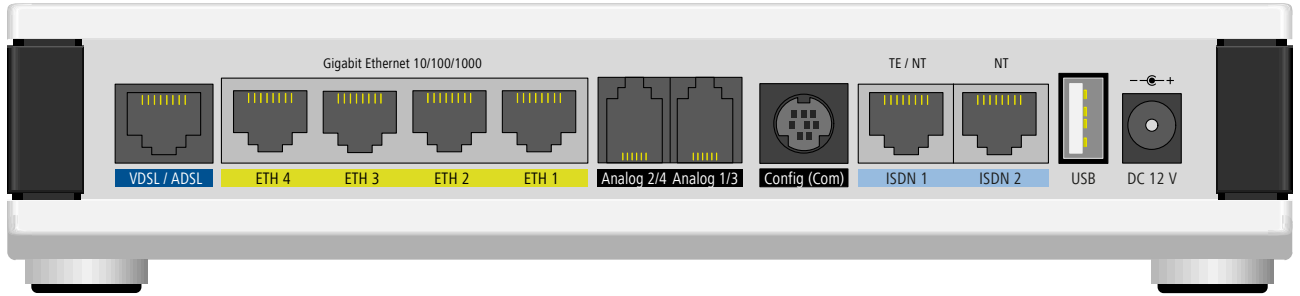 Gigabit Ethernet 10/100/1000
TE / NT
NT
- +
VDSL / ADSL
ETH 4
ETH 3
ETH 2
ETH 1
Analog 2/4
Analog 1/3
Config (Com)
ISDN 1
ISDN 2
USB
DC 12 V